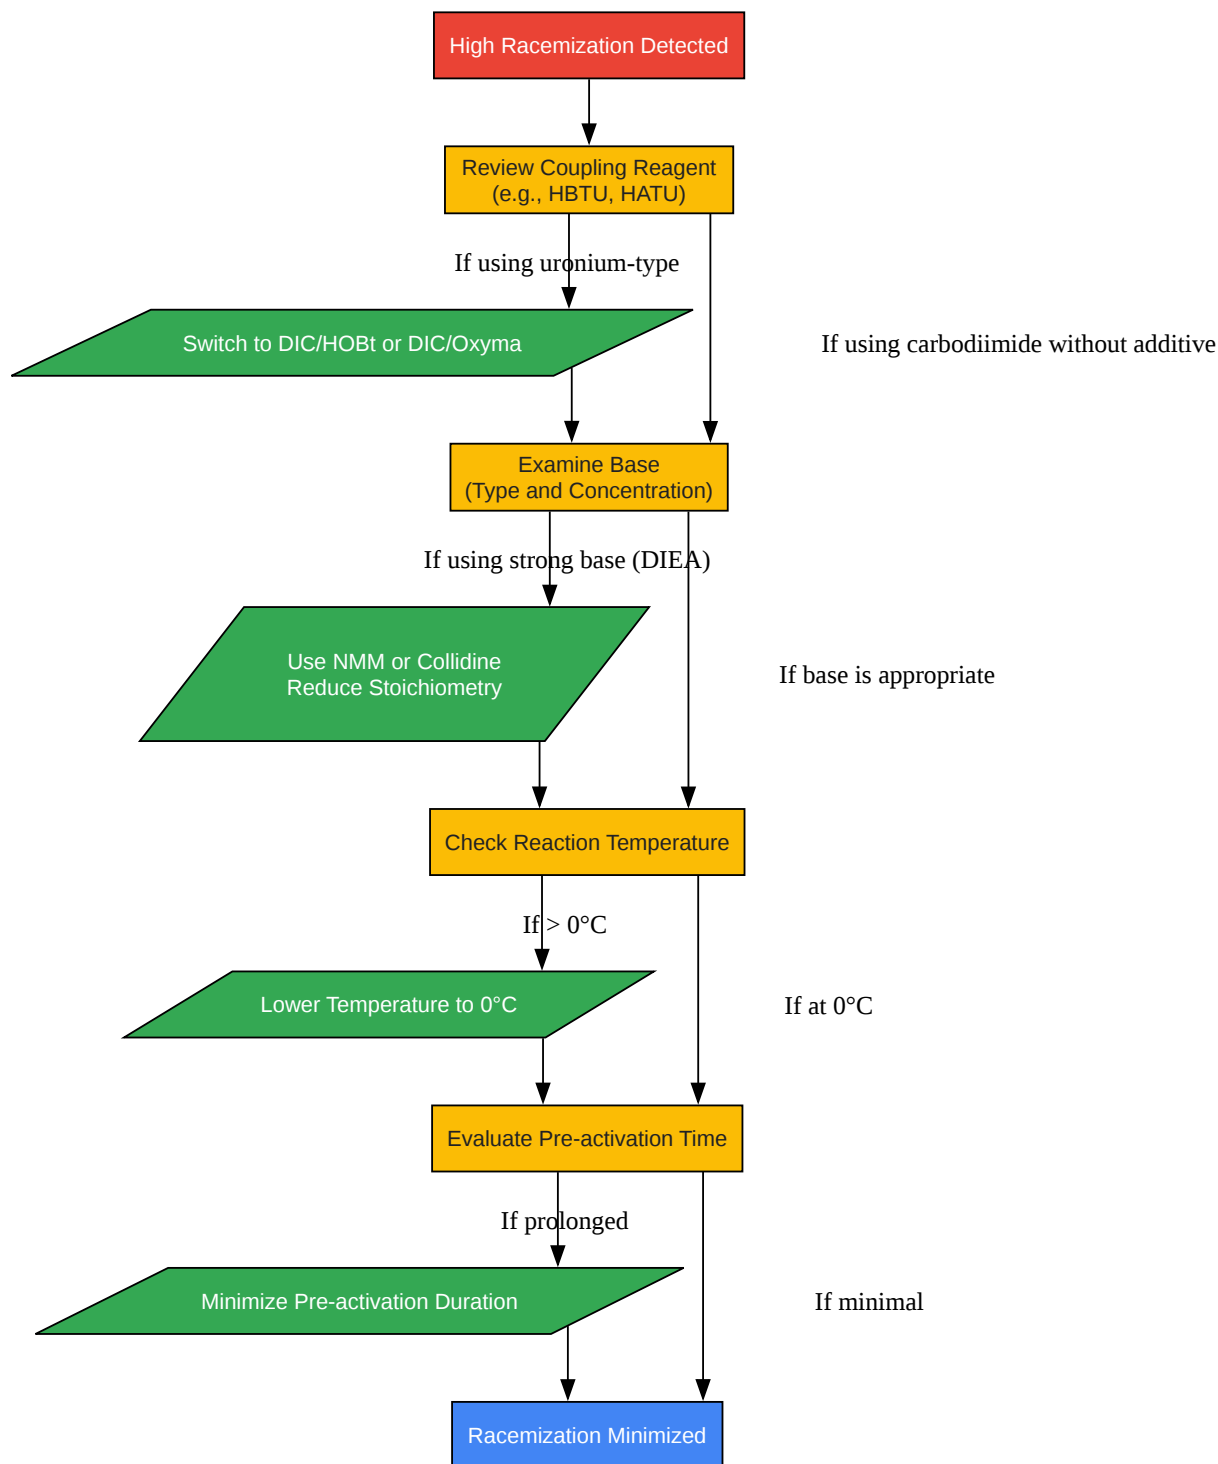 High Racemization Detected
Review Coupling Reagent
(e.g., HBTU, HATU)
If using uronium-type
Switch to DIC/HOBt or DIC/Oxyma
If using carbodiimide without additive
Examine Base
(Type and Concentration)
If using strong base (DIEA)
Use NMM or Collidine
Reduce Stoichiometry
If base is appropriate
Check Reaction Temperature
If > 0°C
Lower Temperature to 0°C
If at 0°C
Evaluate Pre-activation Time
If prolonged
Minimize Pre-activation Duration
If minimal
Racemization Minimized